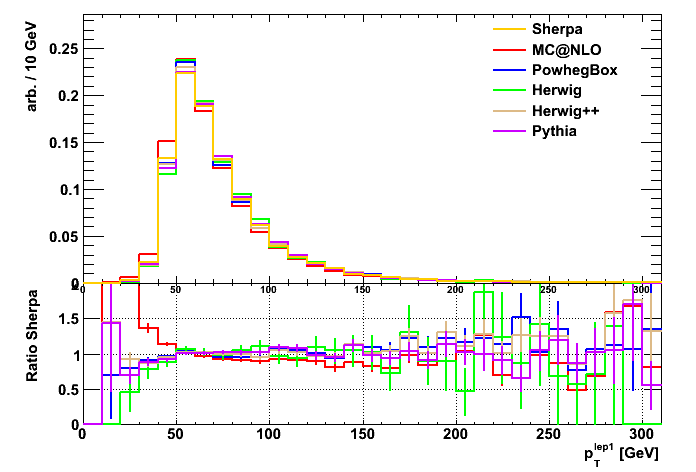 arb. / 10 GeV
0.25
0.2
0.15
0.1
0.05
0
Sherpa
MC@NLO
PowhegBox
Herwig
Herwig++
Pythia
0 50 100 150 200 250 300
Ratio Sherpa
2
1.5
1
0.5
0
0 50 100 150 200 250 300
p_T^lep1 [GeV]